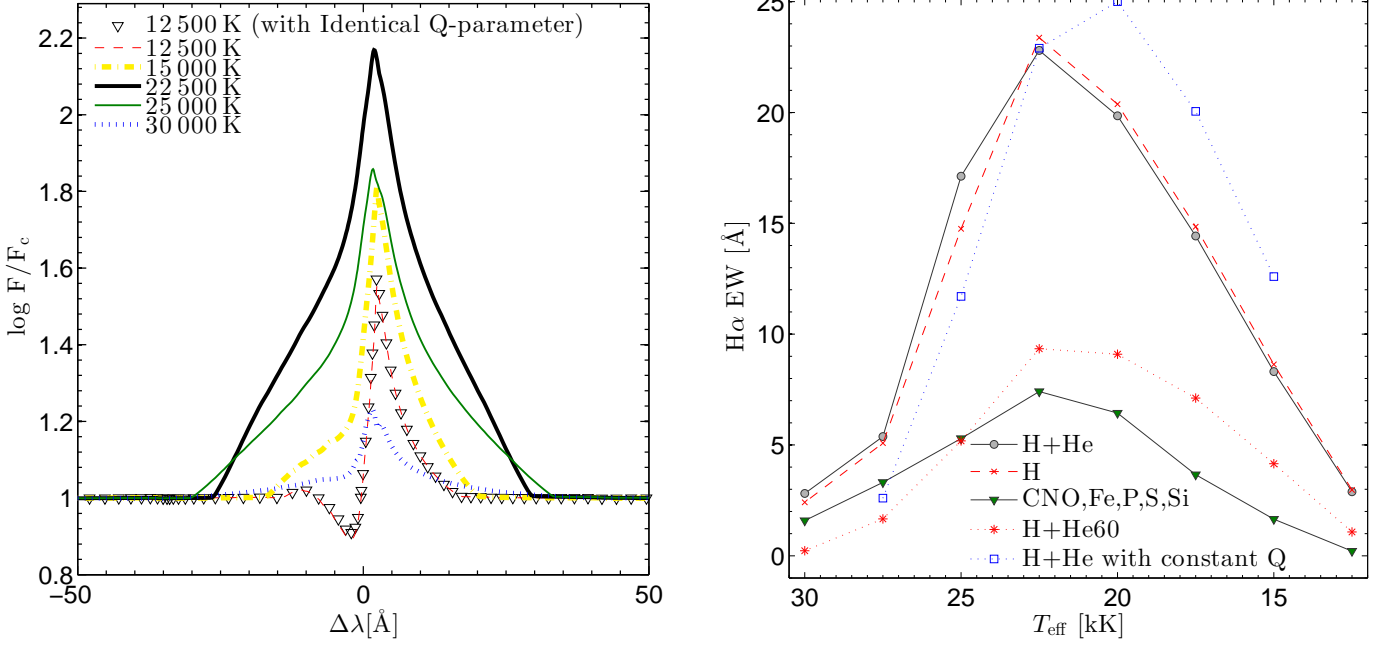 12 500 K (with Identical Q-parameter)
12 500 K
15 000 K
22 500 K
25 000 K
30 000 K
2.2
2
1.8
1.6
1.4
1.2
1
0.8
log F/Fc
−50
0
50
Δλ[Å]
25
20
15
10
5
0
Hα EW [Å]
H+He
H
CNO,Fe,P,S,Si
H+He60
H+He with constant Q
30
25
20
15
Teff [kK]